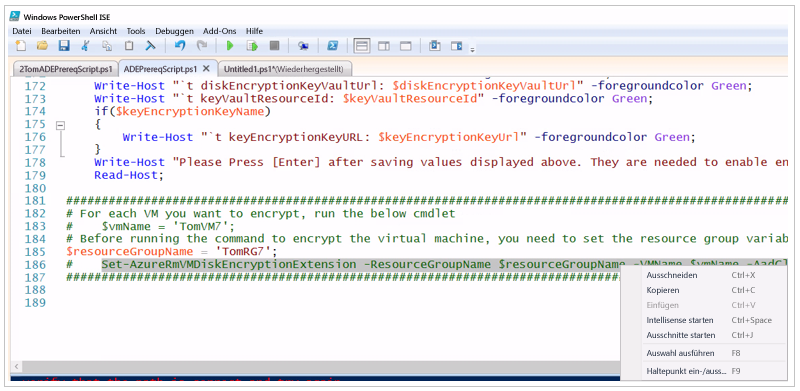 Windows PowerShell ISE
Datei Bearbeiten Ansicht Tools Debuggen Add-Ons Hilfe
2TomADEPrereqScript.ps1 ADEPrereqScript.ps1 X Untitled1.ps1*(Wiederhergestellt)
172 Write-Host "`t diskEncryptionKeyVaultUrl: $diskEncryptionKeyVaultUrl" -foregroundcolor Green;
173 Write-Host "`t keyVaultResourceId: $keyVaultResourceId" -foregroundcolor Green;
174 if($keyEncryptionKeyName)
175 {
176 Write-Host "`t keyEncryptionKeyURL: $keyEncryptionKeyUrl" -foregroundcolor Green;
177 }
178 Write-Host "Please Press [Enter] after saving values displayed above. They are needed to enable en
179 Read-Host;
180
181 ####################################################################################################
182 # For each VM you want to encrypt, run the below cmdlet
183 # $vmName = 'TomVM7';
184 # Before running the command to encrypt the virtual machine, you need to set the resource group variab
185 $resourceGroupName = 'TomRG7';
186 # Set-AzureRmVMDiskEncryptionExtension -ResourceGroupName $resourceGroupName -VMName $vmName -AadCl
187 ####################################################################################################
188
189
Ausschneiden Ctrl+X
Kopieren Ctrl+C
Einfügen Ctrl+V
Intellisense starten Ctrl+Space
Ausschnitte starten Ctrl+J
Auswahl ausführen F8
Haltepunkt ein-/auss... F9